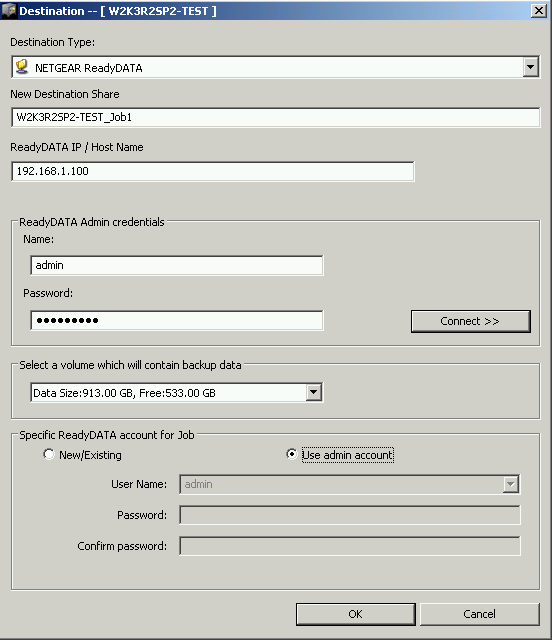 Destination -- [ W2K3R2SP2-TEST ]
Destination Type:
NETGEAR ReadyDATA
New Destination Share
W2K3R2SP2-TEST_Job1
ReadyDATA IP / Host Name
192.168.1.100
ReadyDATA Admin credentials
Name:
admin
Password:
●●●●●●●●●
Connect >>
Select a volume which will contain backup data
Data Size:913.00 GB, Free:533.00 GB
Specific ReadyDATA account for Job
New/Existing Use admin account
User Name: admin
Password:
Confirm password:
OK Cancel